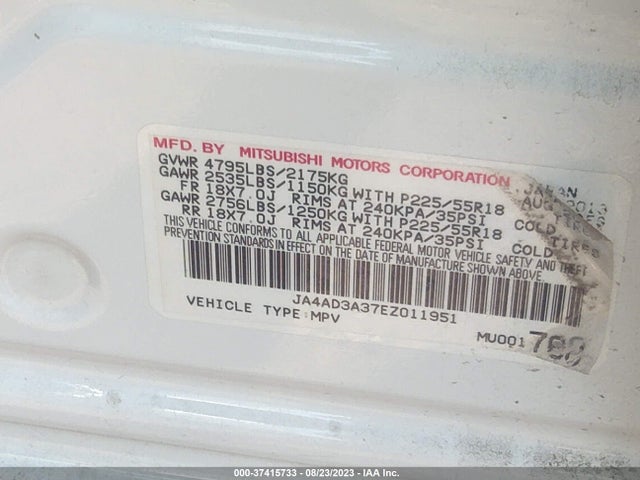 MFD. BY MITSUBISHI MOTORS CORPORATION JAPAN
GVWR 4795LBS/2175KG
GAWR 2535LBS/1150KG WITH P225/55R18
FR 18X7.0J RIMS AT 240KPA/35PSI COLD
GAWR 2756LBS/1250KG WITH P225/55R18
RR 18X7.0J RIMS AT 240KPA/35PSI COLD
THIS VEHICLE CONFORMS TO ALL APPLICABLE FEDERAL MOTOR VEHICLE SAFETY AND THEFT
PREVENTION STANDARDS IN EFFECT ON THE DATE OF MANUFACTURE SHOWN ABOVE.
JA4AD3A37EZ011951
VEHICLE TYPE:MPV
MU001
000-37415733 - 08/23/2023 - IAA Inc.